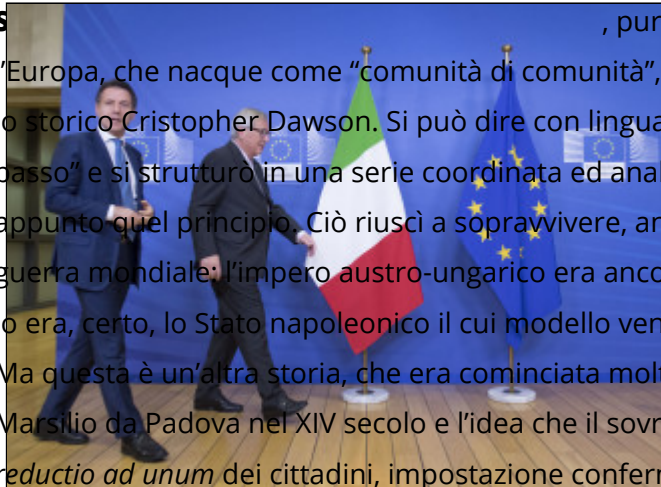 , pur
’Europa, che nacque come “comunità di comunità”,
o storico Cristopher Dawson. Si può dire con lingua
basso” e si strutturò in una serie coordinata ed anal
appunto quel principio. Ciò riuscì a sopravvivere, an
guerra mondiale: l’impero austro-ungarico era anco
o era, certo, lo Stato napoleonico il cui modello ven
Ma questa è un’altra storia, che era cominciata molt
Marsilio da Padova nel XIV secolo e l’idea che il sovr
reductio ad unum dei cittadini, impostazione conferm